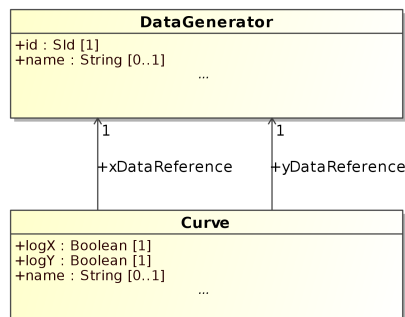 DataGenerator
+id : SId [1]
+name : String [0..1]
...
1 1
+xDataReference +yDataReference
Curve
+logX : Boolean [1]
+logY : Boolean [1]
+name : String [0..1]
...